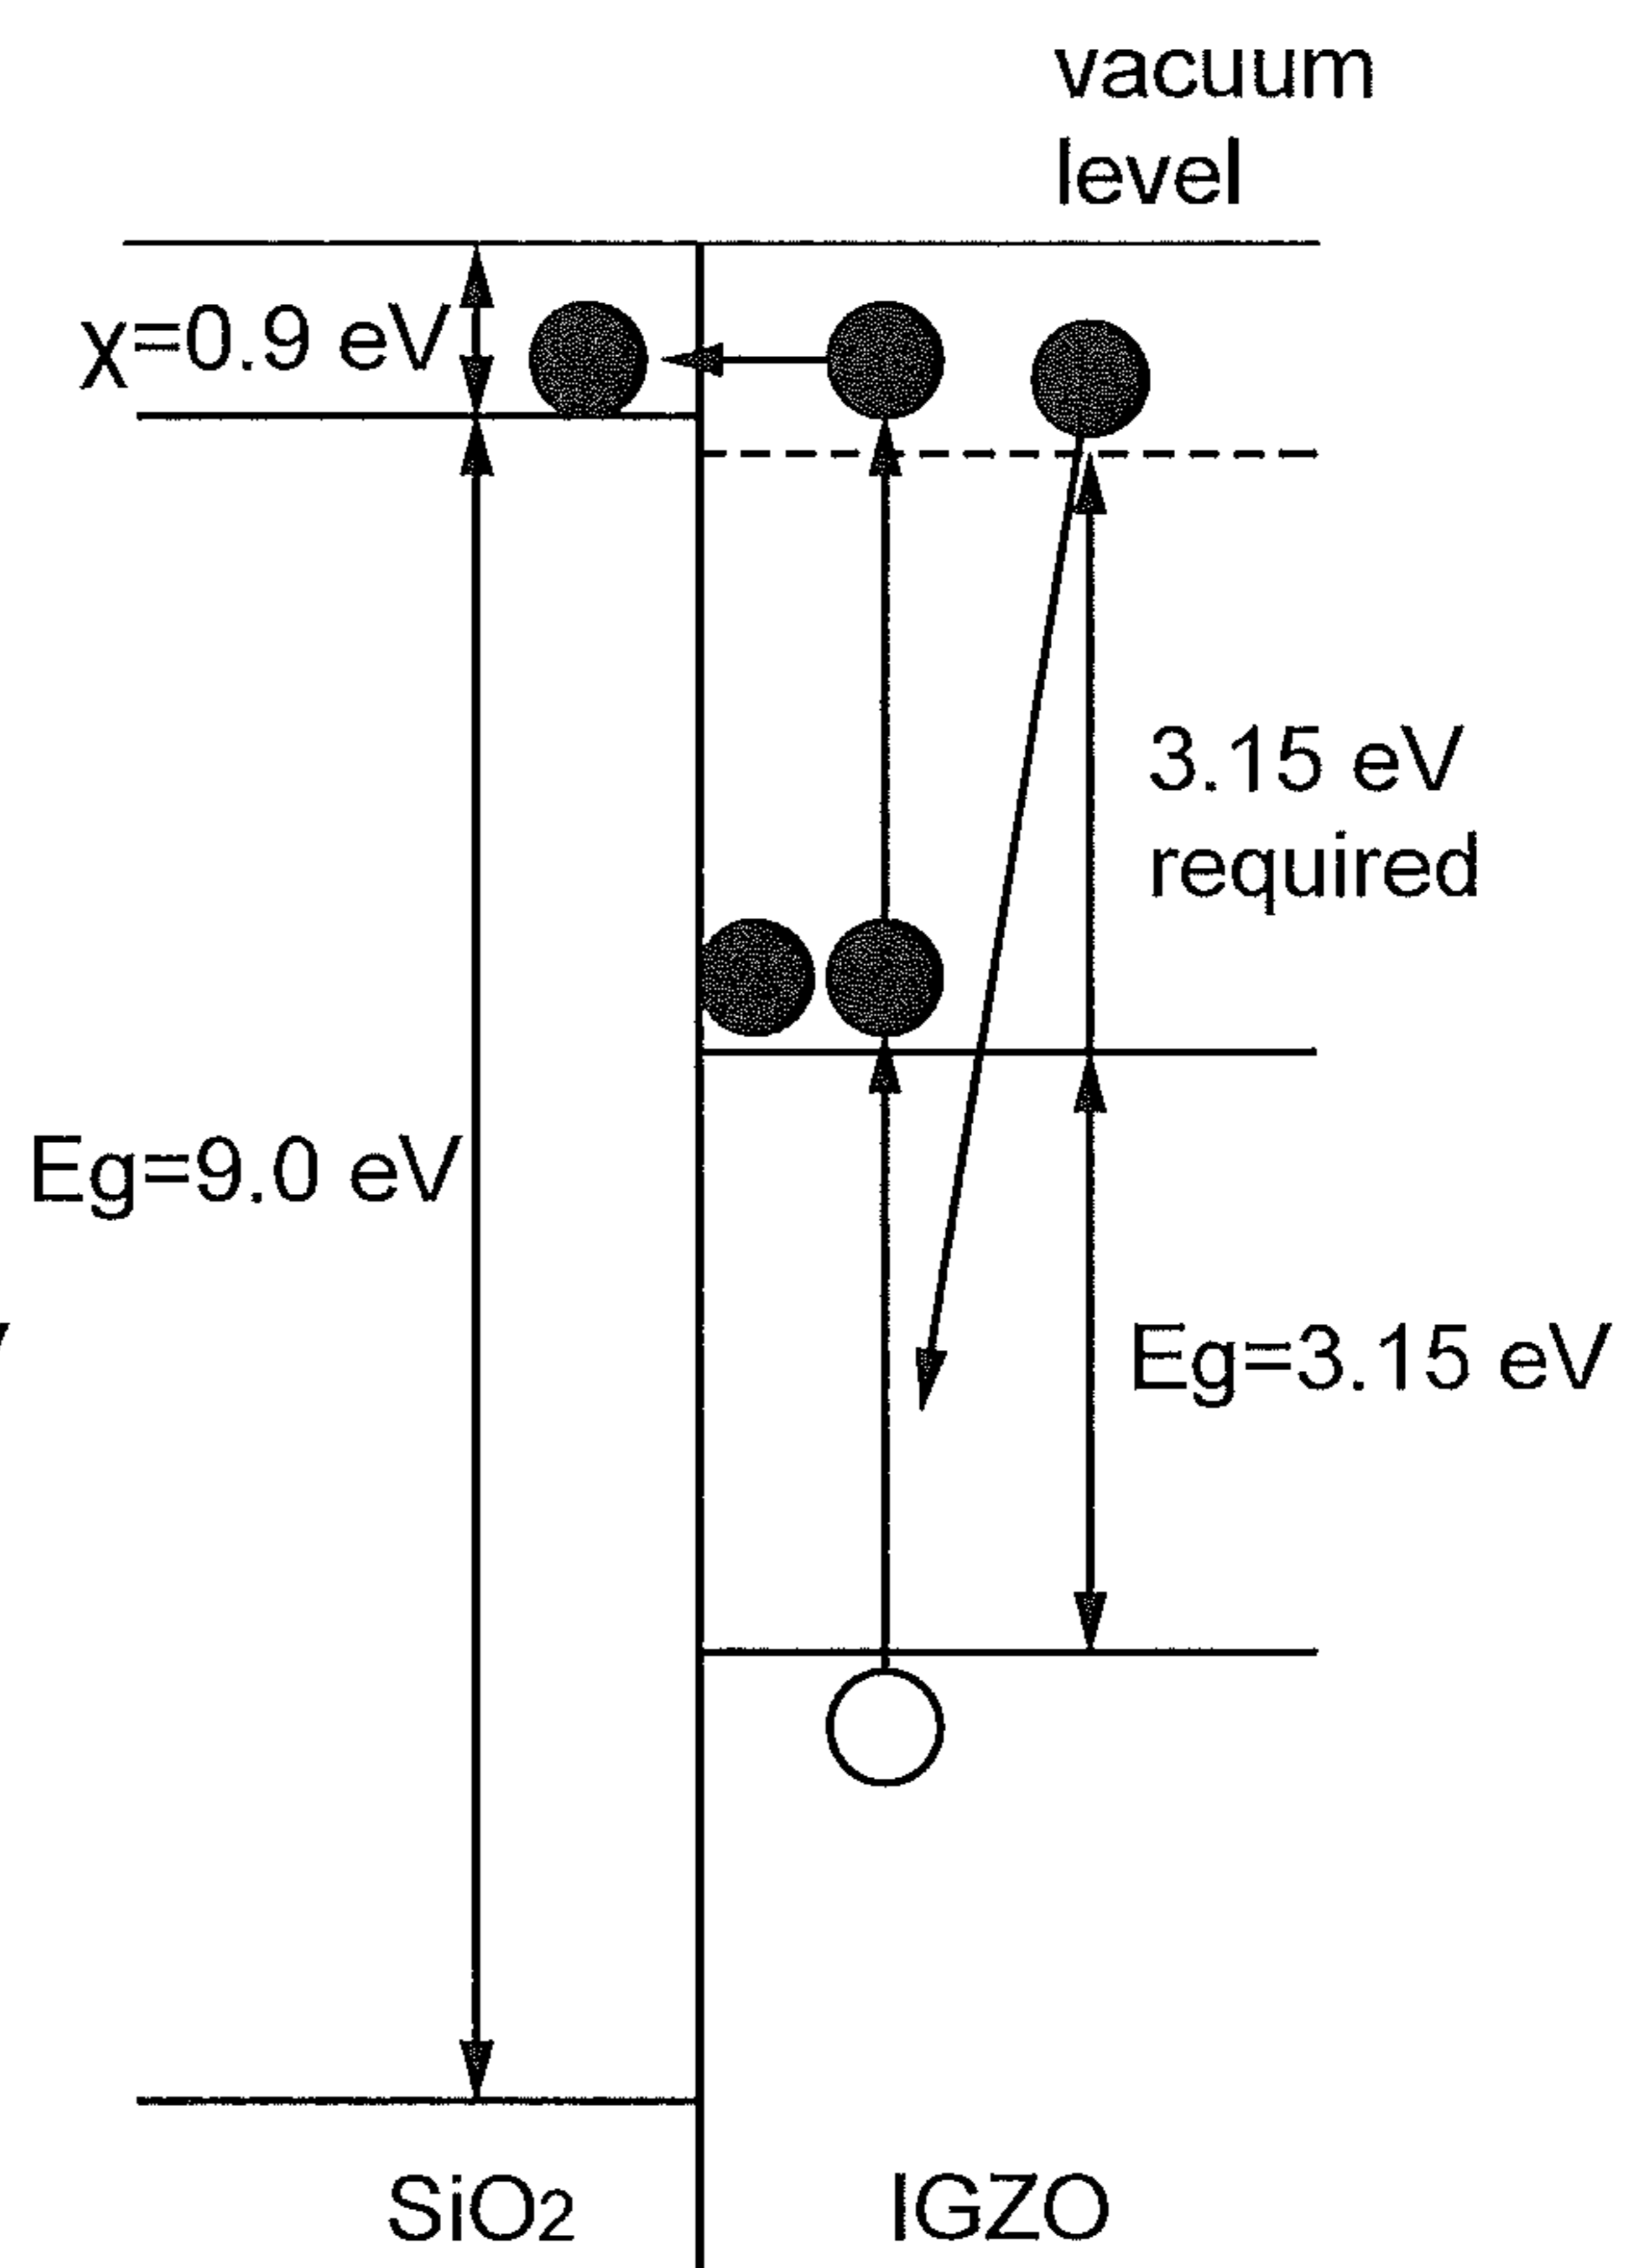 vacuum
level
χ=0.9 eV
3.15 eV
required
Eg=9.0 eV
Eg=3.15 eV
SiO2
IGZO